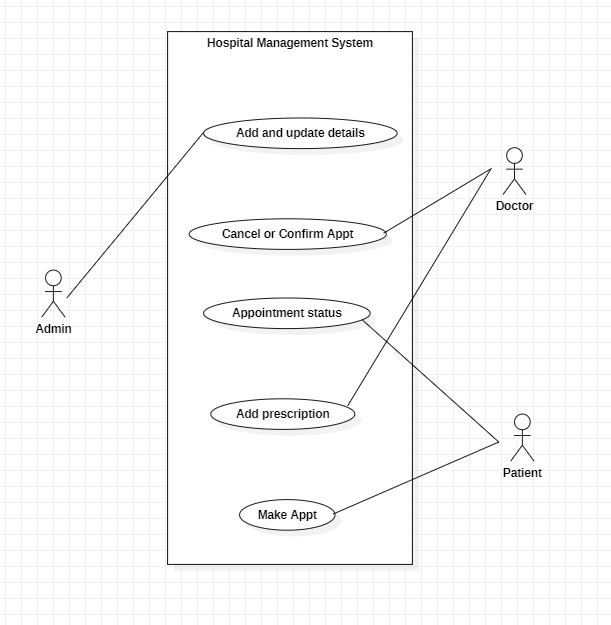 Hospital Management System
Add and update details
Doctor
Cancel or Confirm Appt
Appointment status
Admin
Add prescription
Patient
Make Appt